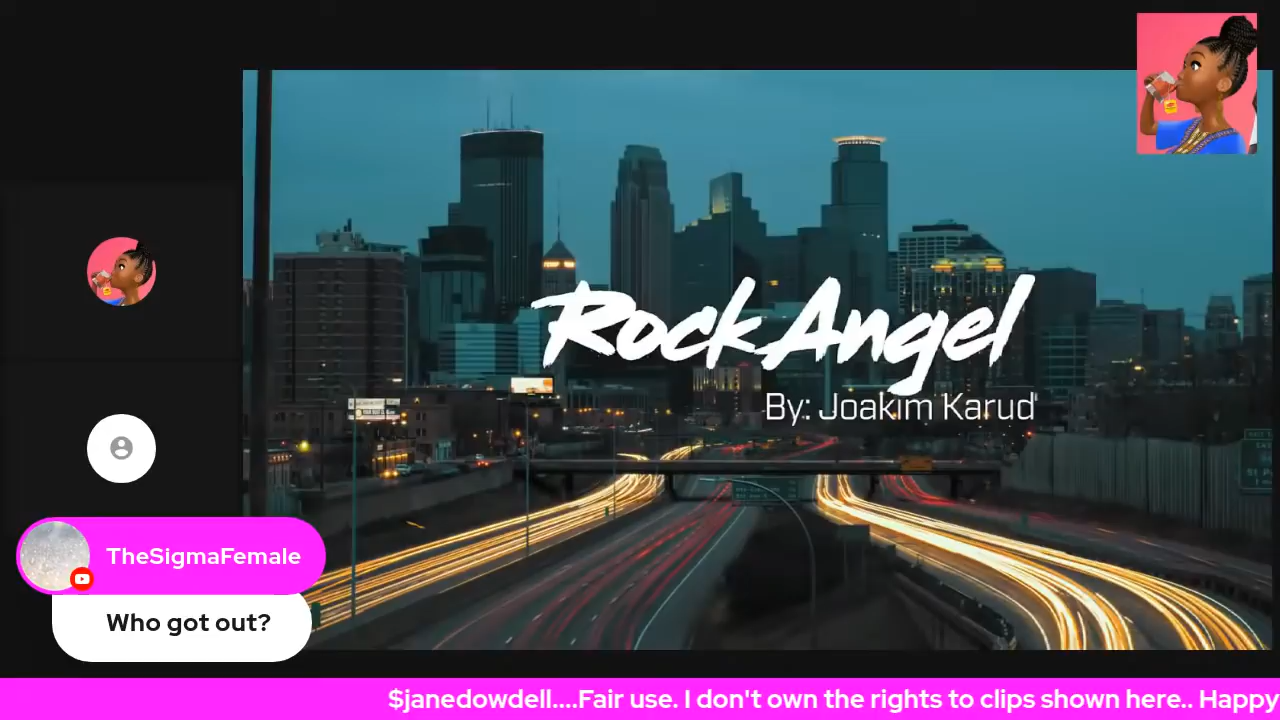 RockAngel
By: Joakim Karud
TheSigmaFemale
Who got out?
$janedowdell....Fair use. I don't own the rights to clips shown here.. Happy